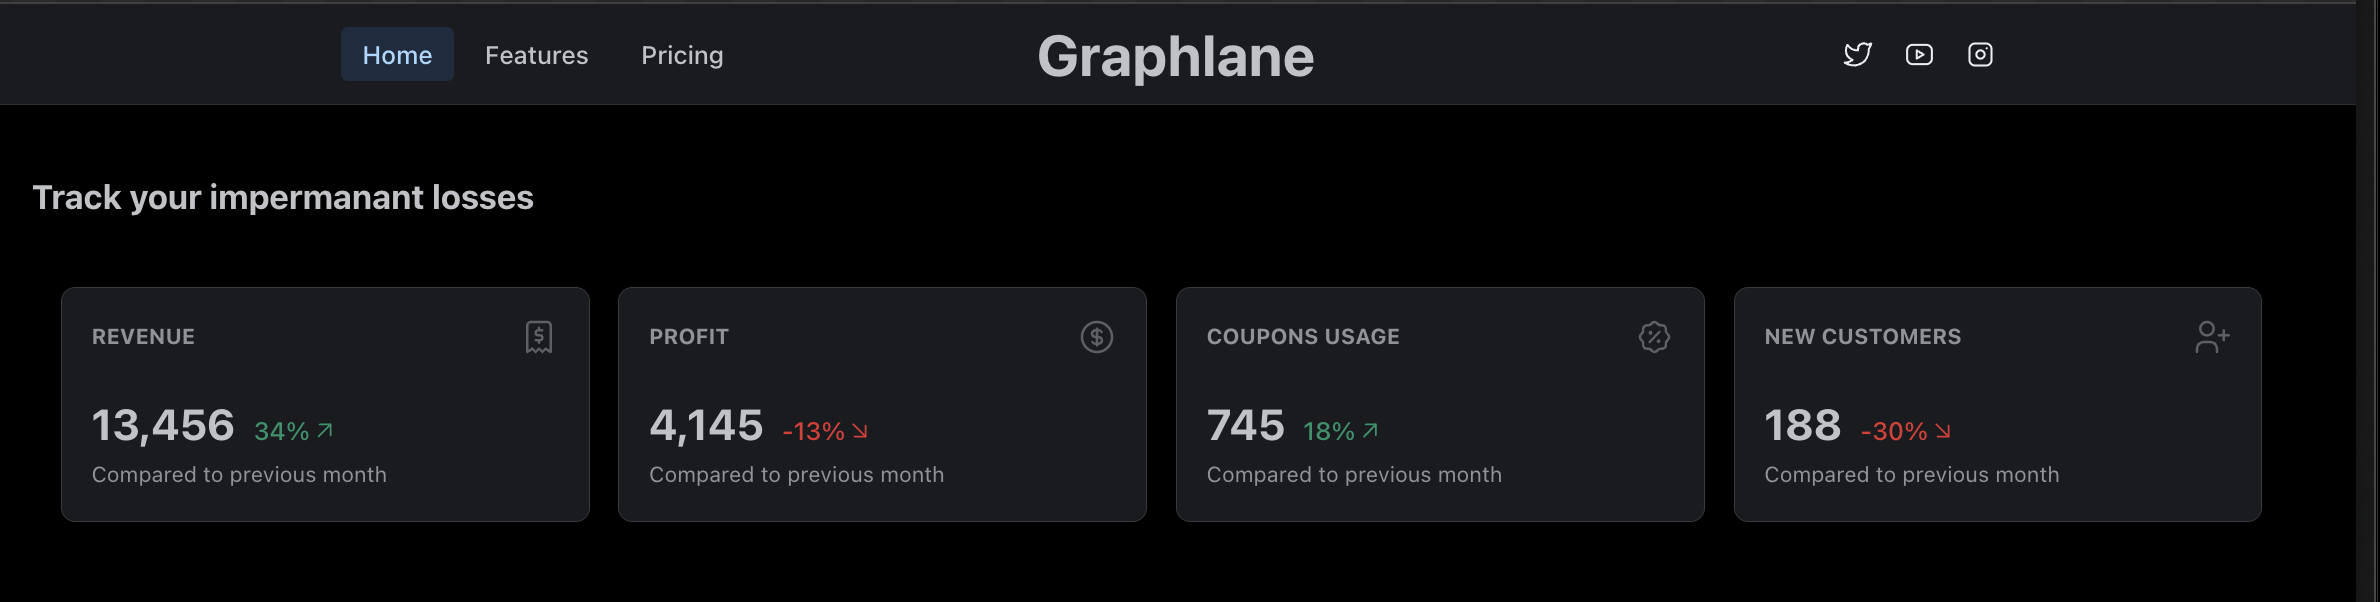 Home Features Pricing Graphlane
Track your impermanant losses
REVENUE
13,456 34%
Compared to previous month
PROFIT
4,145 -13%
Compared to previous month
COUPONS USAGE
745 18%
Compared to previous month
NEW CUSTOMERS
188 -30%
Compared to previous month